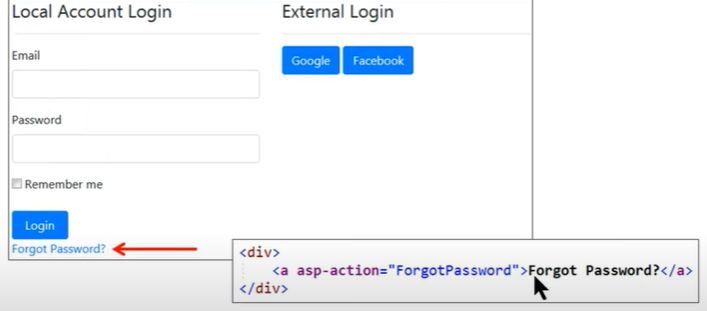 Local Account Login
External Login
Email
Google
Facebook
Password
Remember me
Login
Forgot Password?
<div>
<a asp-action="ForgotPassword">Forgot Password?</a>
</div>